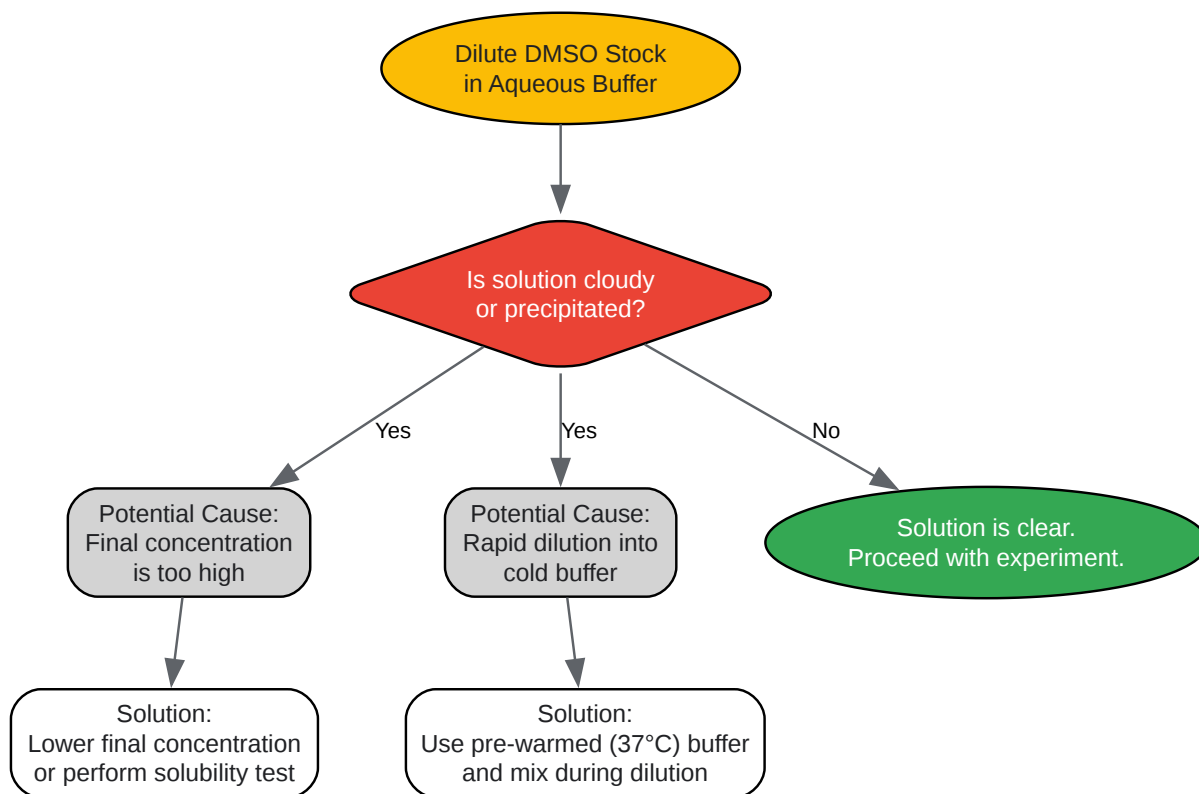 Dilute DMSO Stock
in Aqueous Buffer
Is solution cloudy
or precipitated?
Yes
Yes
No
Potential Cause:
Final concentration
is too high
Potential Cause:
Rapid dilution into
cold buffer
Solution is clear.
Proceed with experiment.
Solution:
Lower final concentration
or perform solubility test
Solution:
Use pre-warmed (37°C) buffer
and mix during dilution